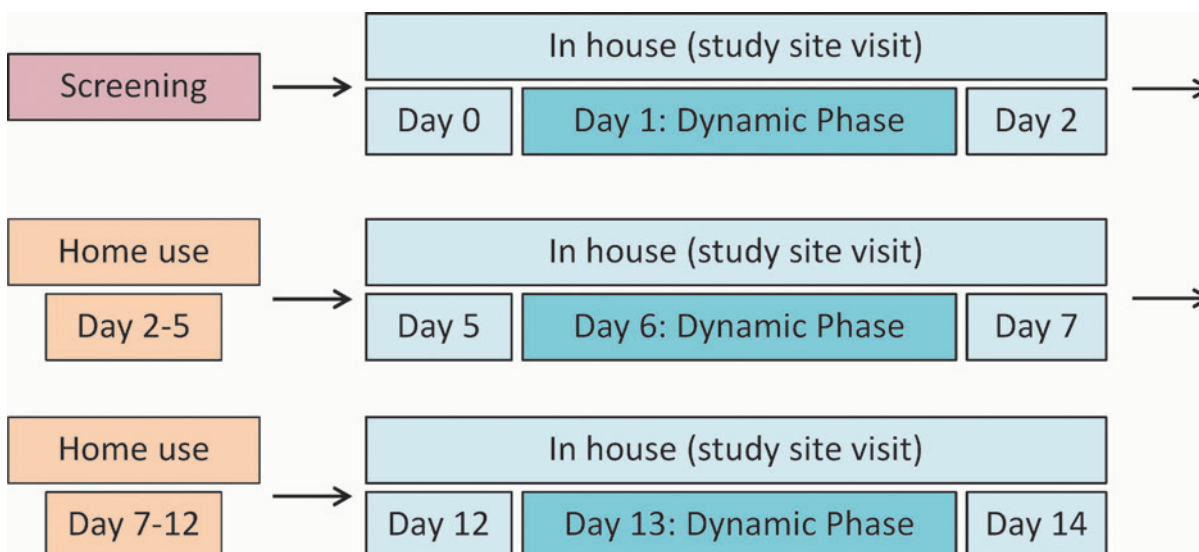 Screening
In house (study site visit)
Day 0
Day 1: Dynamic Phase
Day 2
Home use
Day 2-5
In house (study site visit)
Day 5
Day 6: Dynamic Phase
Day 7
Home use
Day 7-12
In house (study site visit)
Day 12
Day 13: Dynamic Phase
Day 14